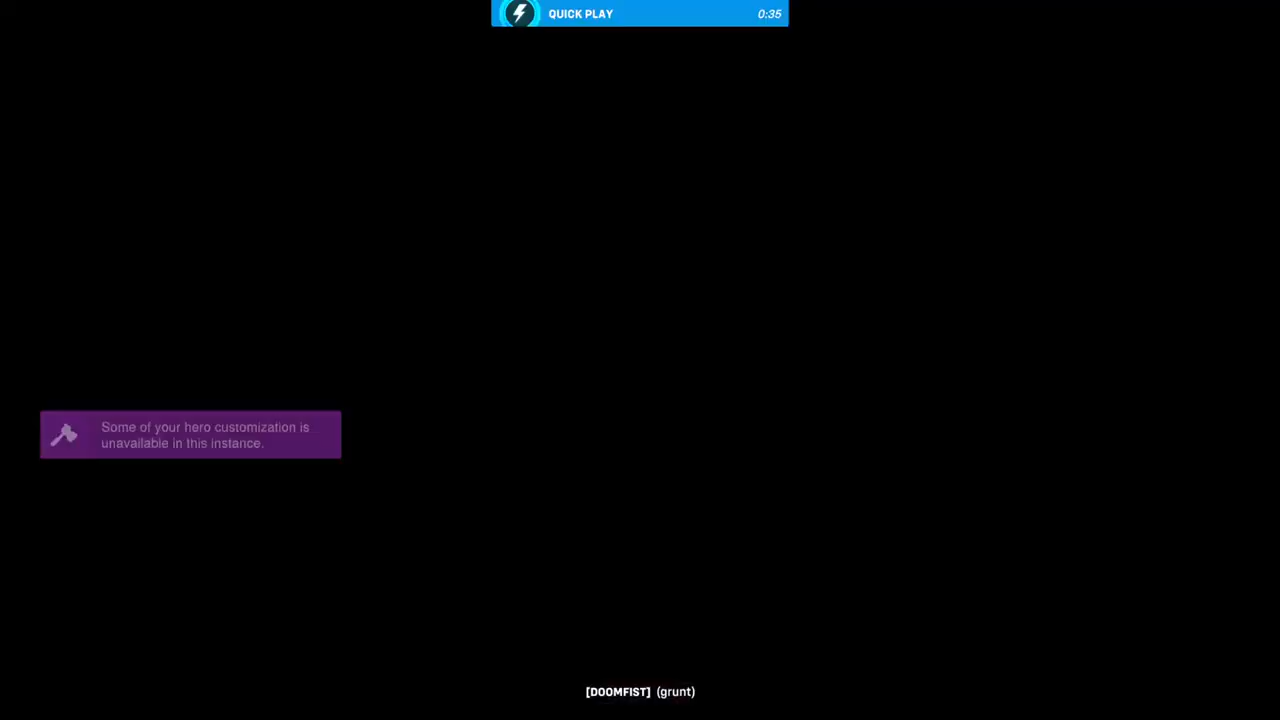 QUICK PLAY 0:35
Some of your hero customization is
unavailable in this instance.
[DOOMFIST] (grunt)